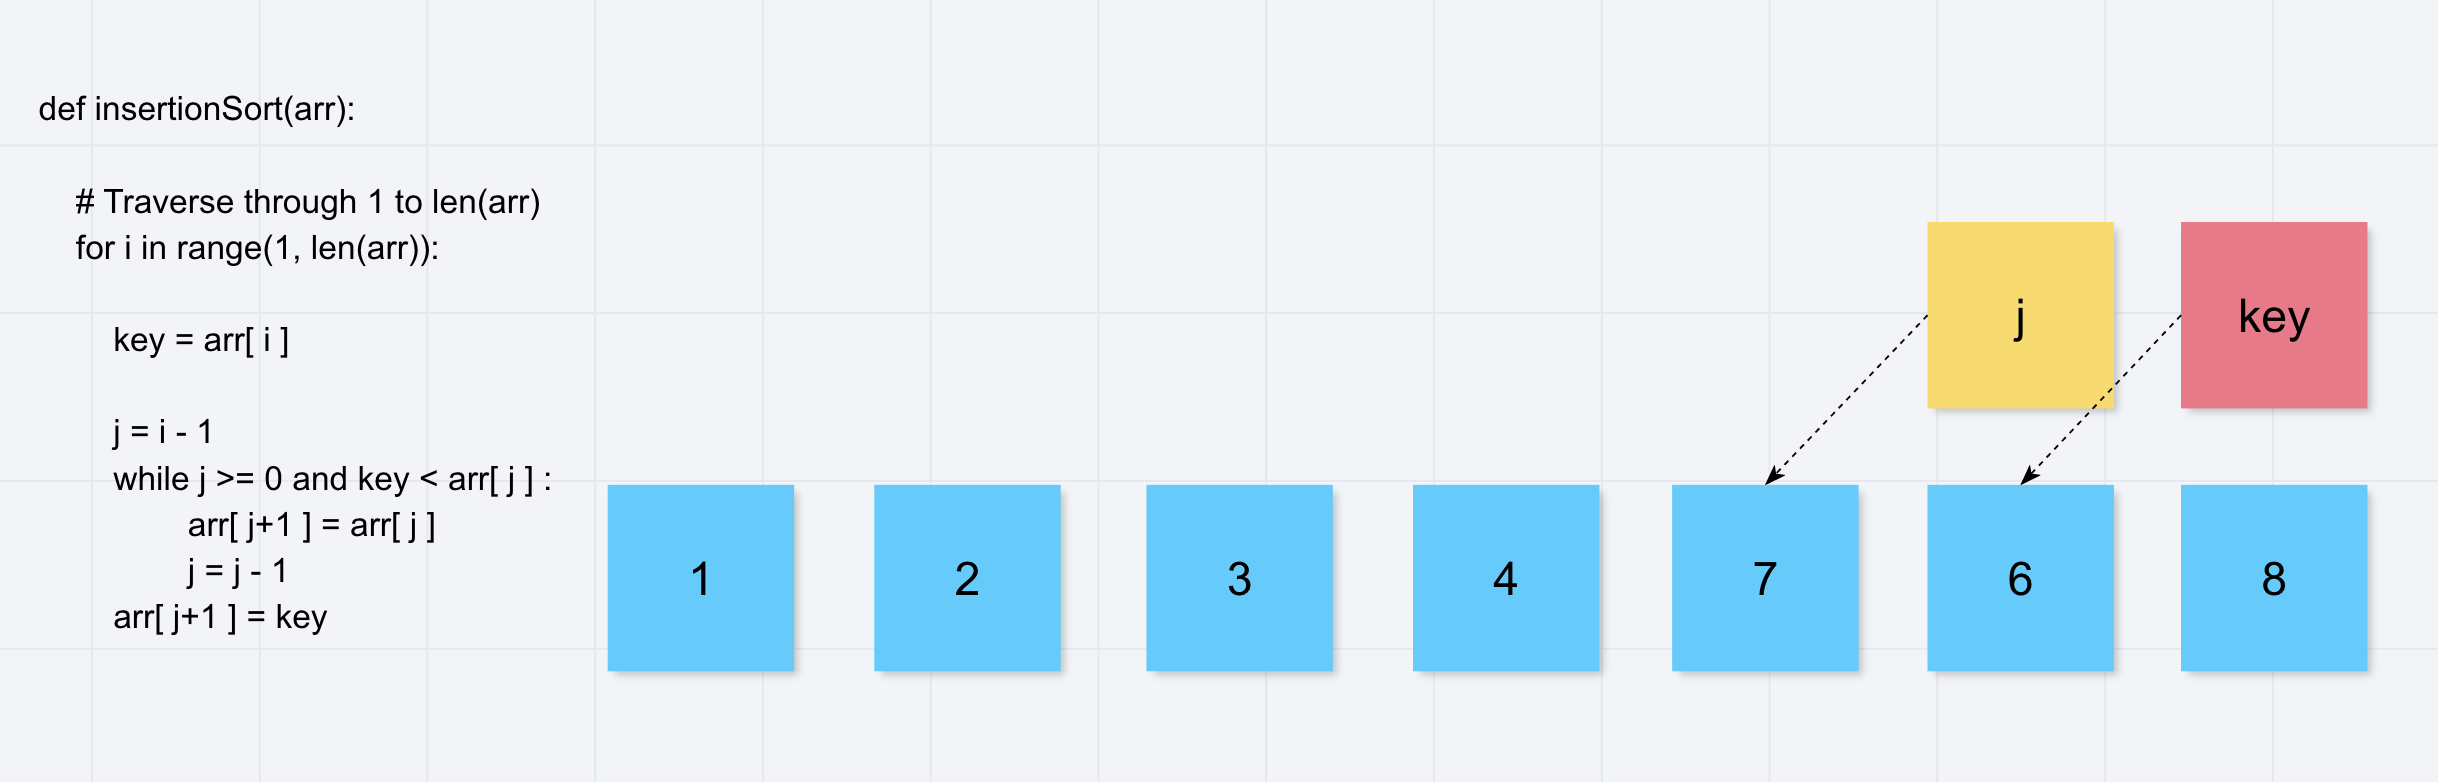 def insertionSort(arr):
# Traverse through 1 to len(arr)
for i in range(1, len(arr)):
key = arr[ i ]
j = i - 1
while j >= 0 and key < arr[ j ] :
arr[ j+1 ] = arr[ j ]
j = j - 1
arr[ j+1 ] = key
j key
1 2 3 4 7 6 8